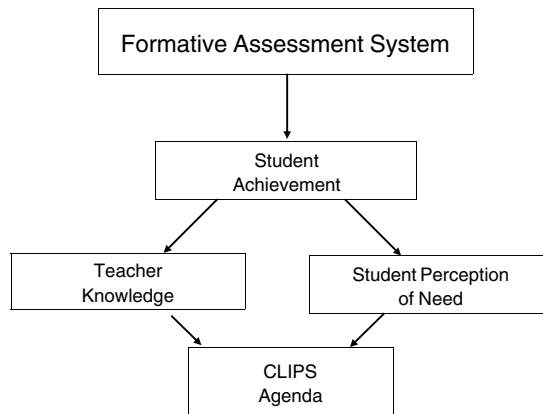 Formative Assessment System
Student
Achievement
Teacher
Knowledge
Student Perception
of Need
CLIPS
Agenda